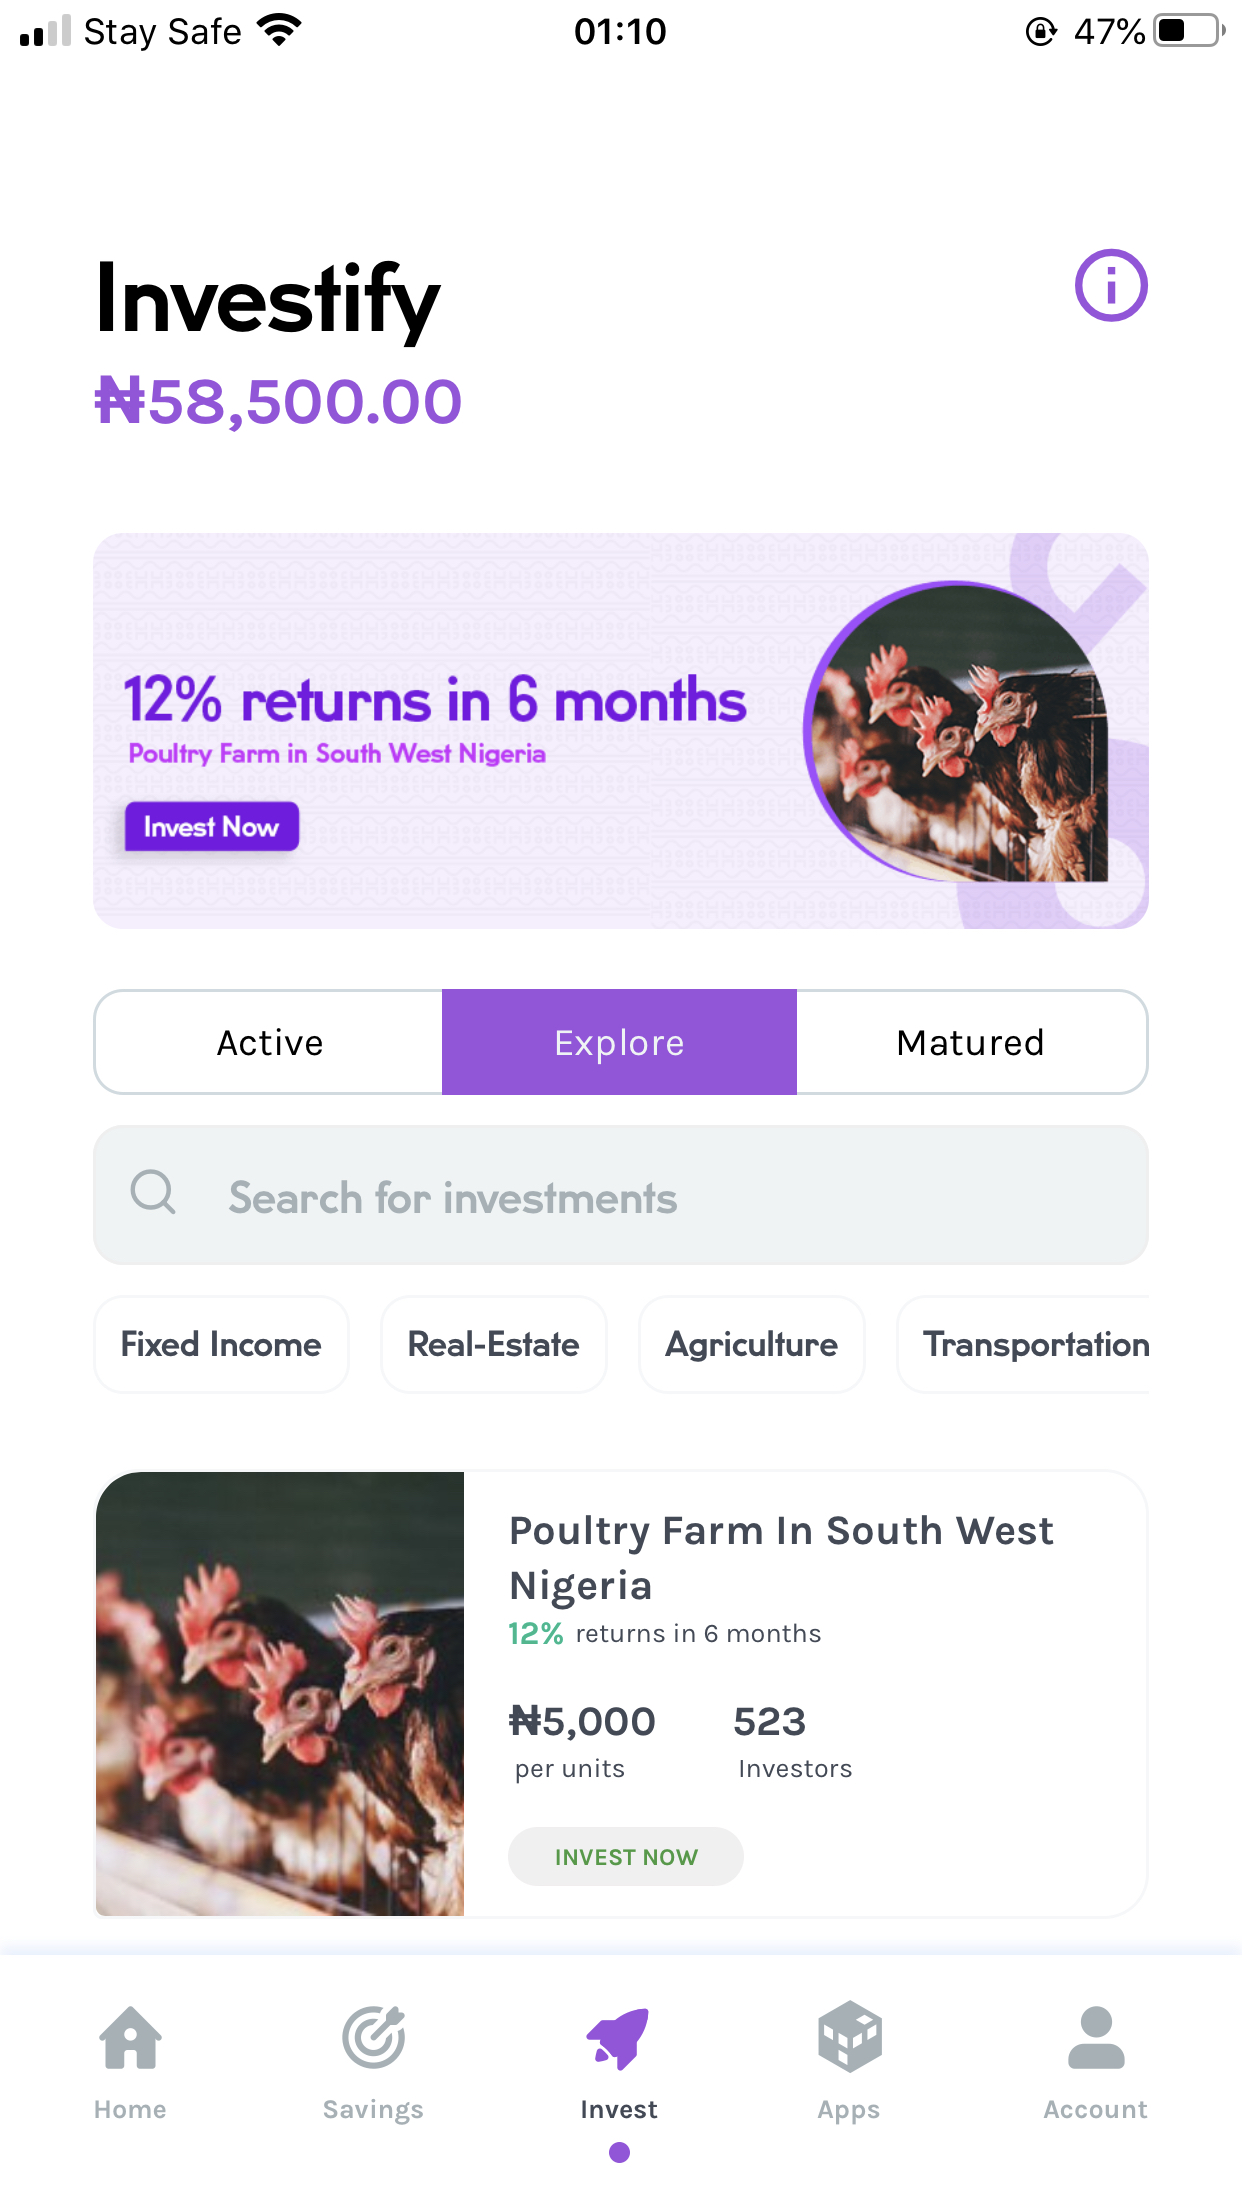 Stay Safe 01:10 47%
Investify
₦58,500.00
12% returns in 6 months
Poultry Farm in South West Nigeria
Invest Now
Active Explore Matured
Search for investments
Fixed Income Real-Estate Agriculture Transportation
Poultry Farm In South West
Nigeria
12% returns in 6 months
₦5,000 523
per units Investors
INVEST NOW
Home Savings Invest Apps Account